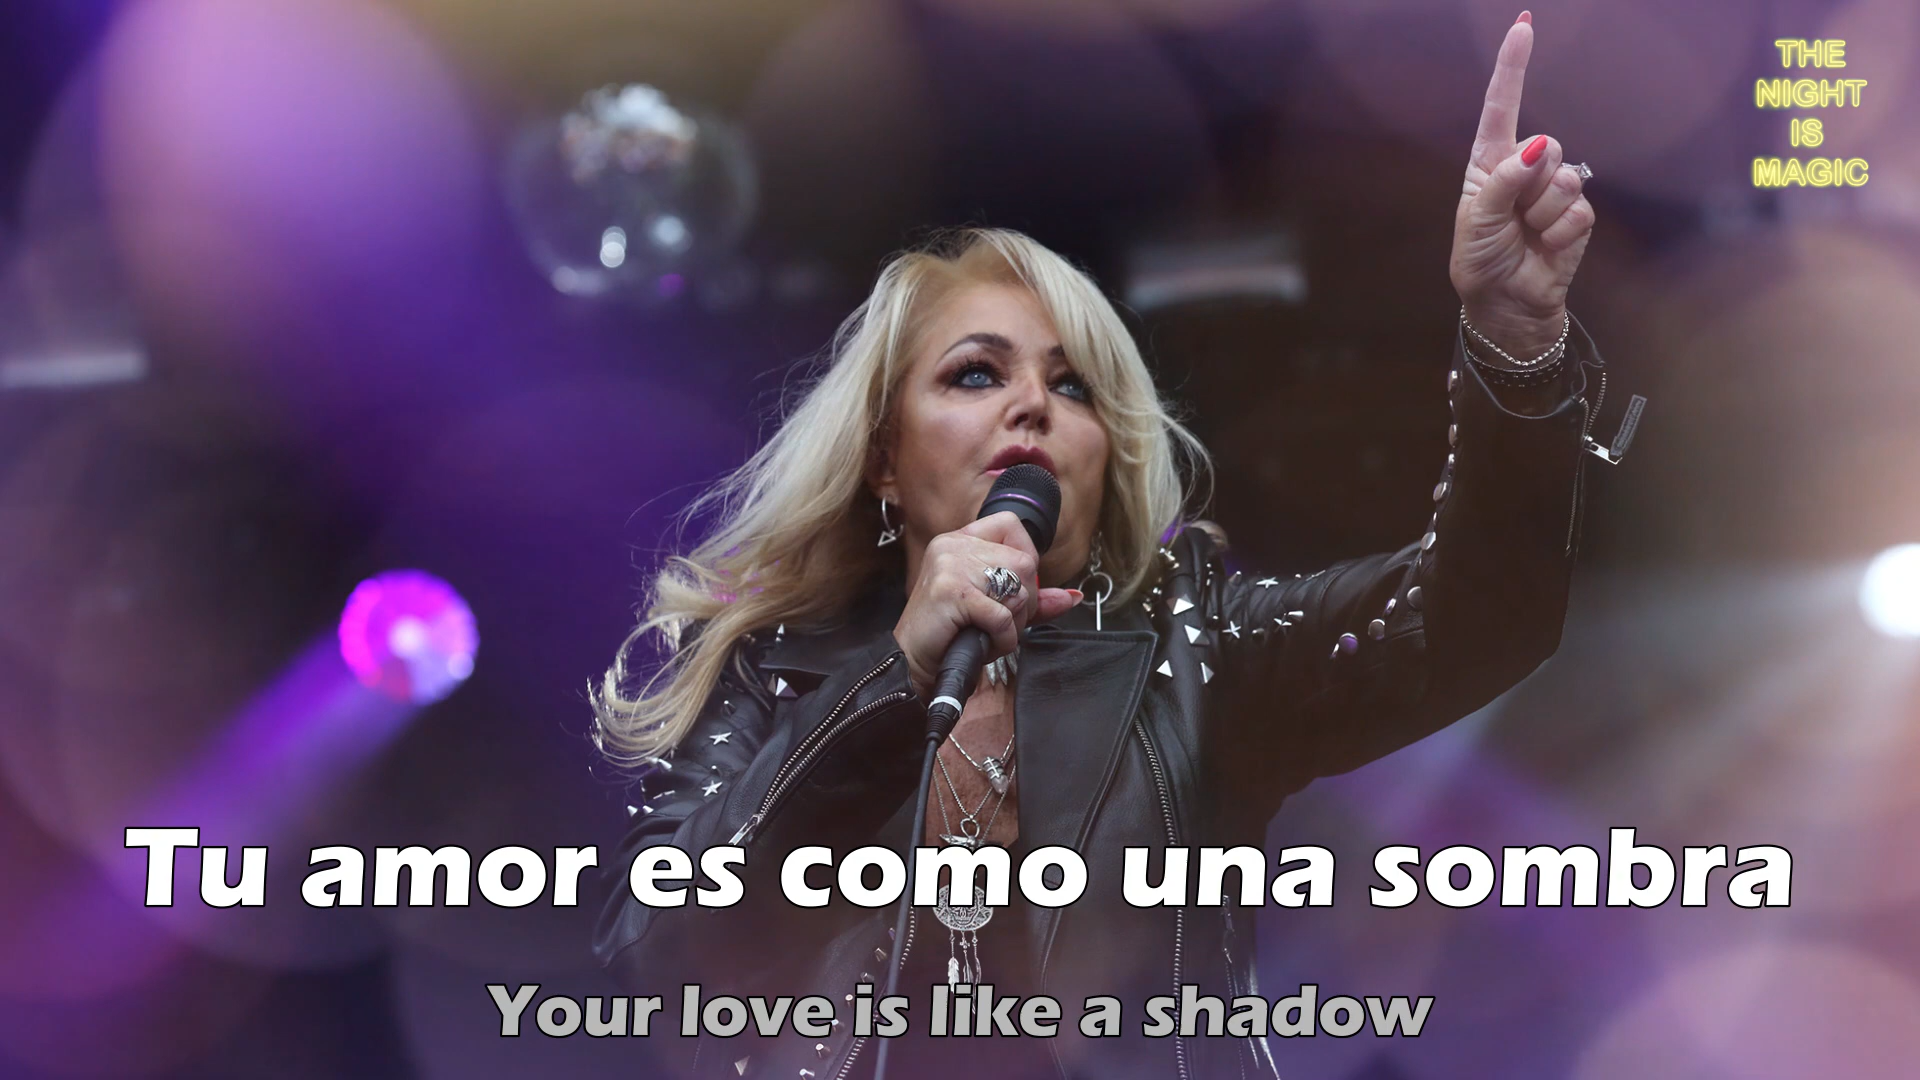 THE
NIGHT
IS
MAGIC
Tu amor es como una sombra
Your love is like a shadow